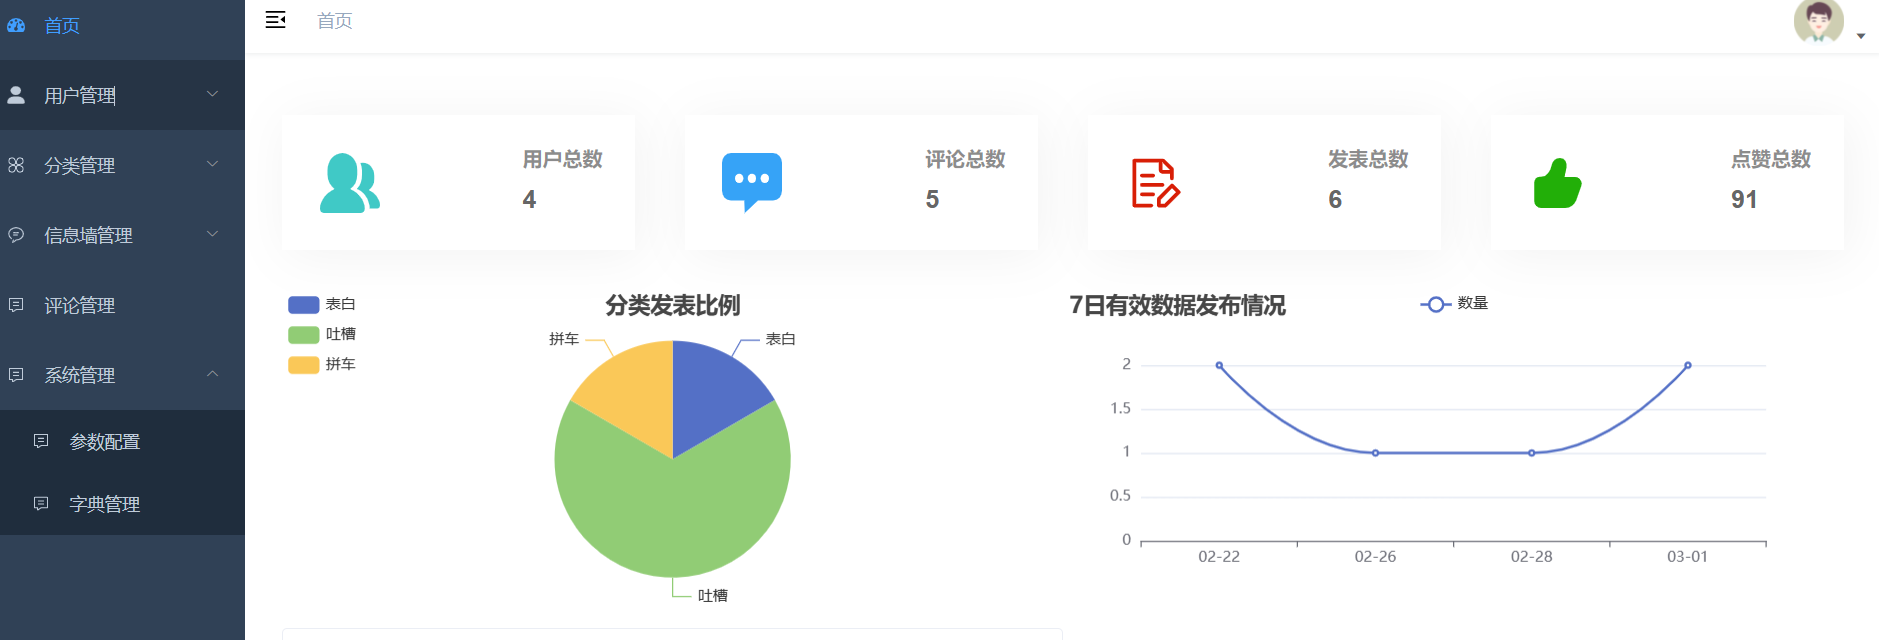 首页
用户管理
分类管理
信息墙管理
评论管理
系统管理
参数配置
字典管理
首页
用户总数
4
评论总数
5
发表总数
6
点赞总数
91
表白
吐槽
拼车
分类发表比例
拼车
表白
吐槽
7日有效数据发布情况
数量
2
1.5
1
0.5
0
02-22
02-26
02-28
03-01